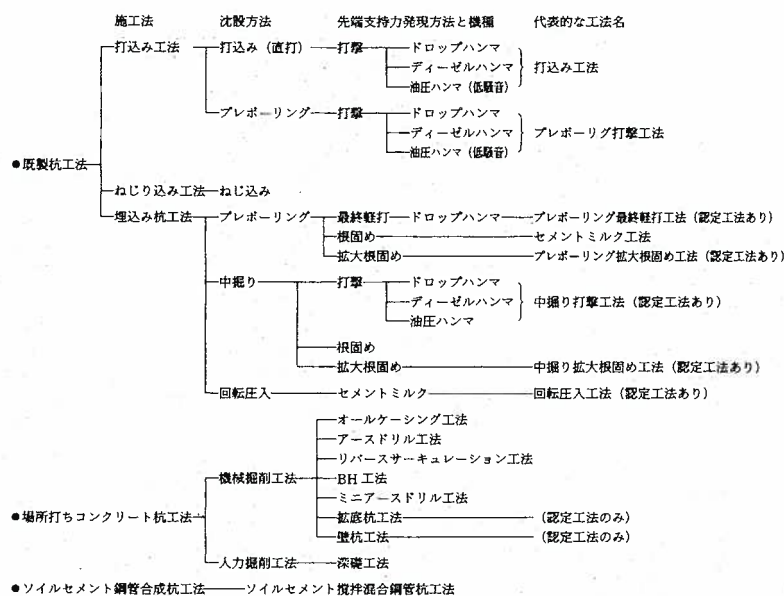 施工法 沈設方法 先端支持力発現方法と機種 代表的な工法名
打込み工法 打込み（直打） 打撃 ドロップハンマ
ディーゼルハンマ 打込み工法
油圧ハンマ（低騒音）
プレボーリング 打撃 ドロップハンマ
ディーゼルハンマ プレボーリグ打撃工法
油圧ハンマ（低騒音）
●既製杭工法
ねじり込み工法 ねじ込み
埋込み杭工法 プレボーリング 最終軽打 ドロップハンマ プレボーリング最終軽打工法（認定工法あり）
根固め セメントミルク工法
拡大根固め プレボーリング拡大根固め工法（認定工法あり）
中掘り 打撃 ドロップハンマ
ディーゼルハンマ 中掘り打撃工法（認定工法あり）
油圧ハンマ
根固め
拡大根固め 中掘り拡大根固め工法（認定工法あり）
回転圧入 セメントミルク 回転圧入工法（認定工法あり）
オールケーシング工法
アースドリル工法
リバースサーキュレーション工法
機械掘削工法 BH工法
ミニアースドリル工法
●場所打ちコンクリート杭工法 拡底杭工法 （認定工法のみ）
壁杭工法 （認定工法のみ）
人力掘削工法 深礎工法
●ソイルセメント鋼管合成杭工法 ソイルセメント撹拌混合鋼管杭工法